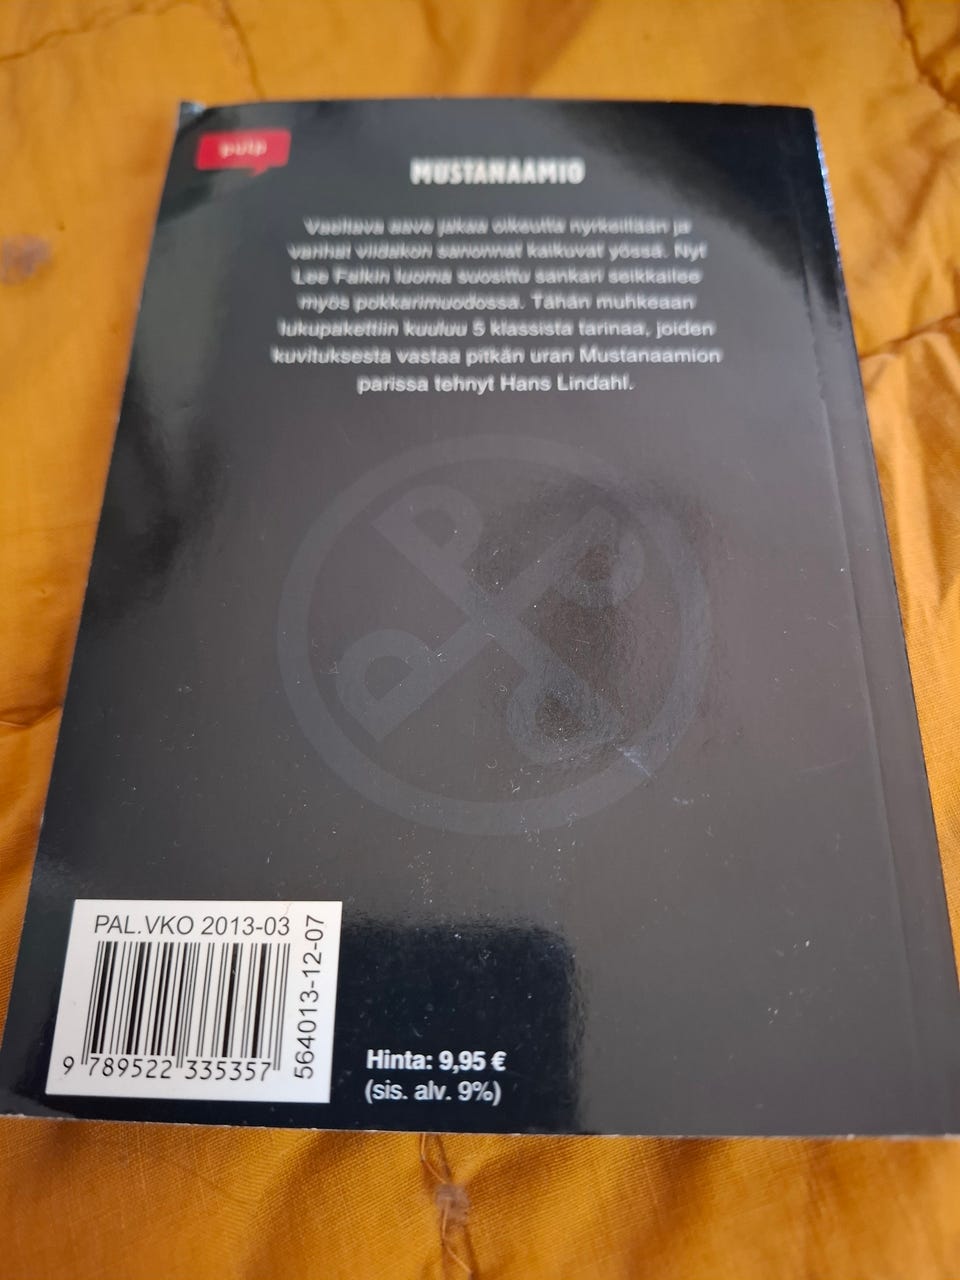 pulp
MUSTANAAMIO
Vaeltava aave jakaa oikeutta nyrkeillään ja
vanhat viidakon sanonnat kaikuvat yössä. Nyt
Lee Falkin luoma suosittu sankari seikkailee
myös pokkarimuodossa. Tähän muhkeaan
lukupakettiin kuuluu 5 klassista tarinaa, joiden
kuvituksesta vastaa pitkän uran Mustanaamion
parissa tehnyt Hans Lindahl.
PAL.VKO 2013-03
564013-12-07
9 789522 335357
Hinta: 9,95 €
(sis. alv. 9%)